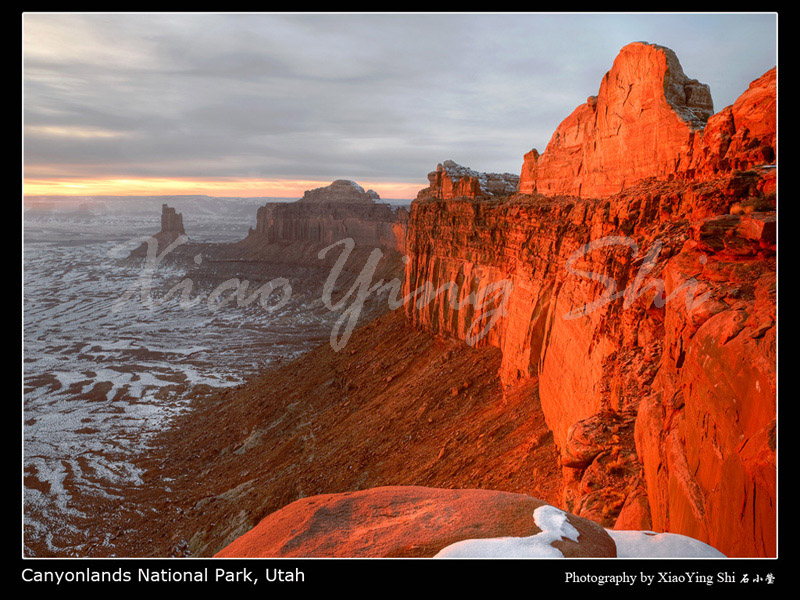 Xiao Ying Shi
Canyonlands National Park, Utah
Photography by XiaoYing Shi 石小莹